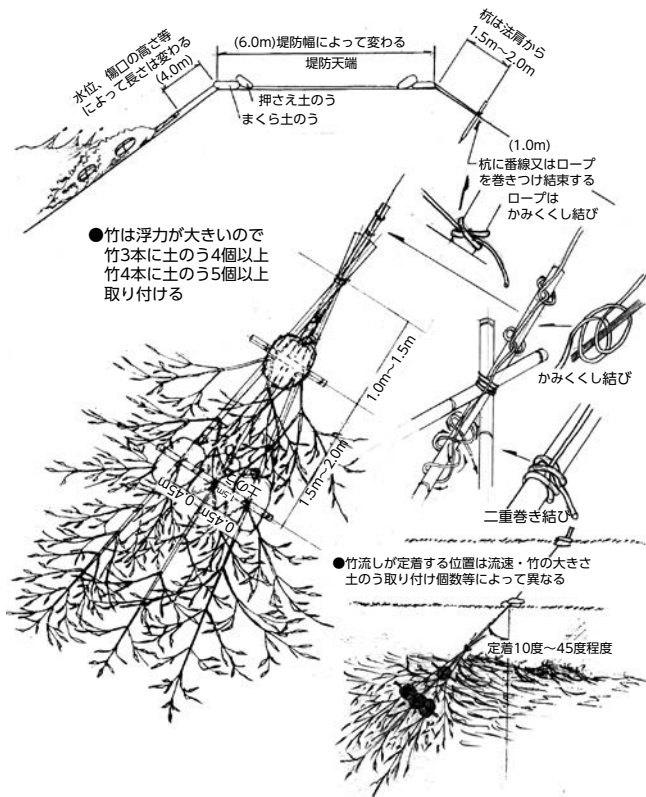 (6.0m)堤防幅によって変わる
堤防天端
水位、傷口の高さ等
によって長さは変わる
(4.0m)
押さえ土のう
まくら土のう
杭は法肩から
1.5m～2.0m
(1.0m)
杭に番線又はロープ
を巻きつけ結束する
ロープは
かみくくし結び
●竹は浮力が大きいので
竹3本に土のう4個以上
竹4本に土のう5個以上
取り付ける
1.0m～1.5m
1.5m～2.0m
かみくくし結び
二重巻き結び
土のう
1.5m
0.45m
0.45m
●竹流しが定着する位置は流速・竹の大きさ
土のう取り付け個数等によって異なる
定着10度～45度程度